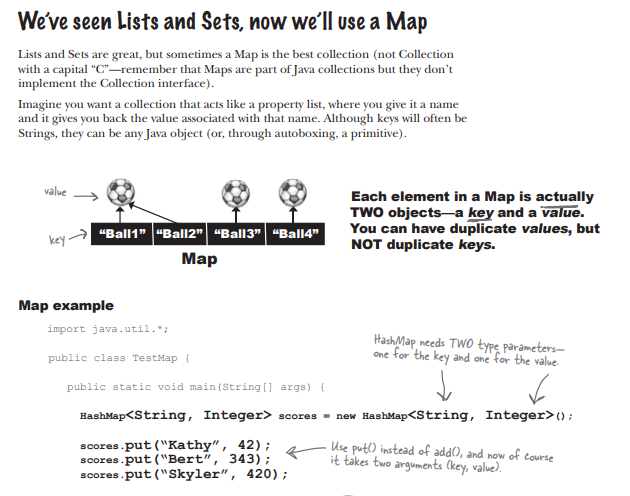 We've seen Lists and Sets, now we'll use a Map
Lists and Sets are great, but sometimes a Map is the best collection (not Collection
with a capital “C”—remember that Maps are part of Java collections but they don't
implement the Collection interface).
Imagine you want a collection that acts like a property list, where you give it a name
and it gives you back the value associated with that name. Although keys will often be
Strings, they can be any Java object (or, through autoboxing, a primitive).
value
key
“Ball1” “Ball2” “Ball3” “Ball4”
Map
Each element in a Map is actually
TWO objects—a key and a value.
You can have duplicate values, but
NOT duplicate keys.
Map example
import java.util.*;
public class TestMap {
public static void main(String[] args) {
HashMap needs TWO type parameters—
one for the key and one for the value.
HashMap<String, Integer> scores = new HashMap<String, Integer>();
scores.put(“Kathy”, 42);
scores.put(“Bert”, 343);
scores.put(“Skyler”, 420);
Use put() instead of add(), and now of course
it takes two arguments (key, value).